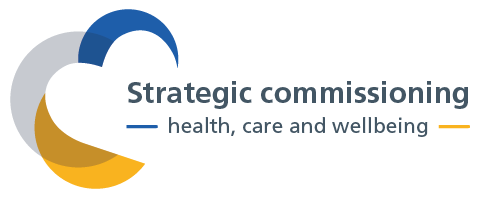 Strategic commissioning
health, care and wellbeing